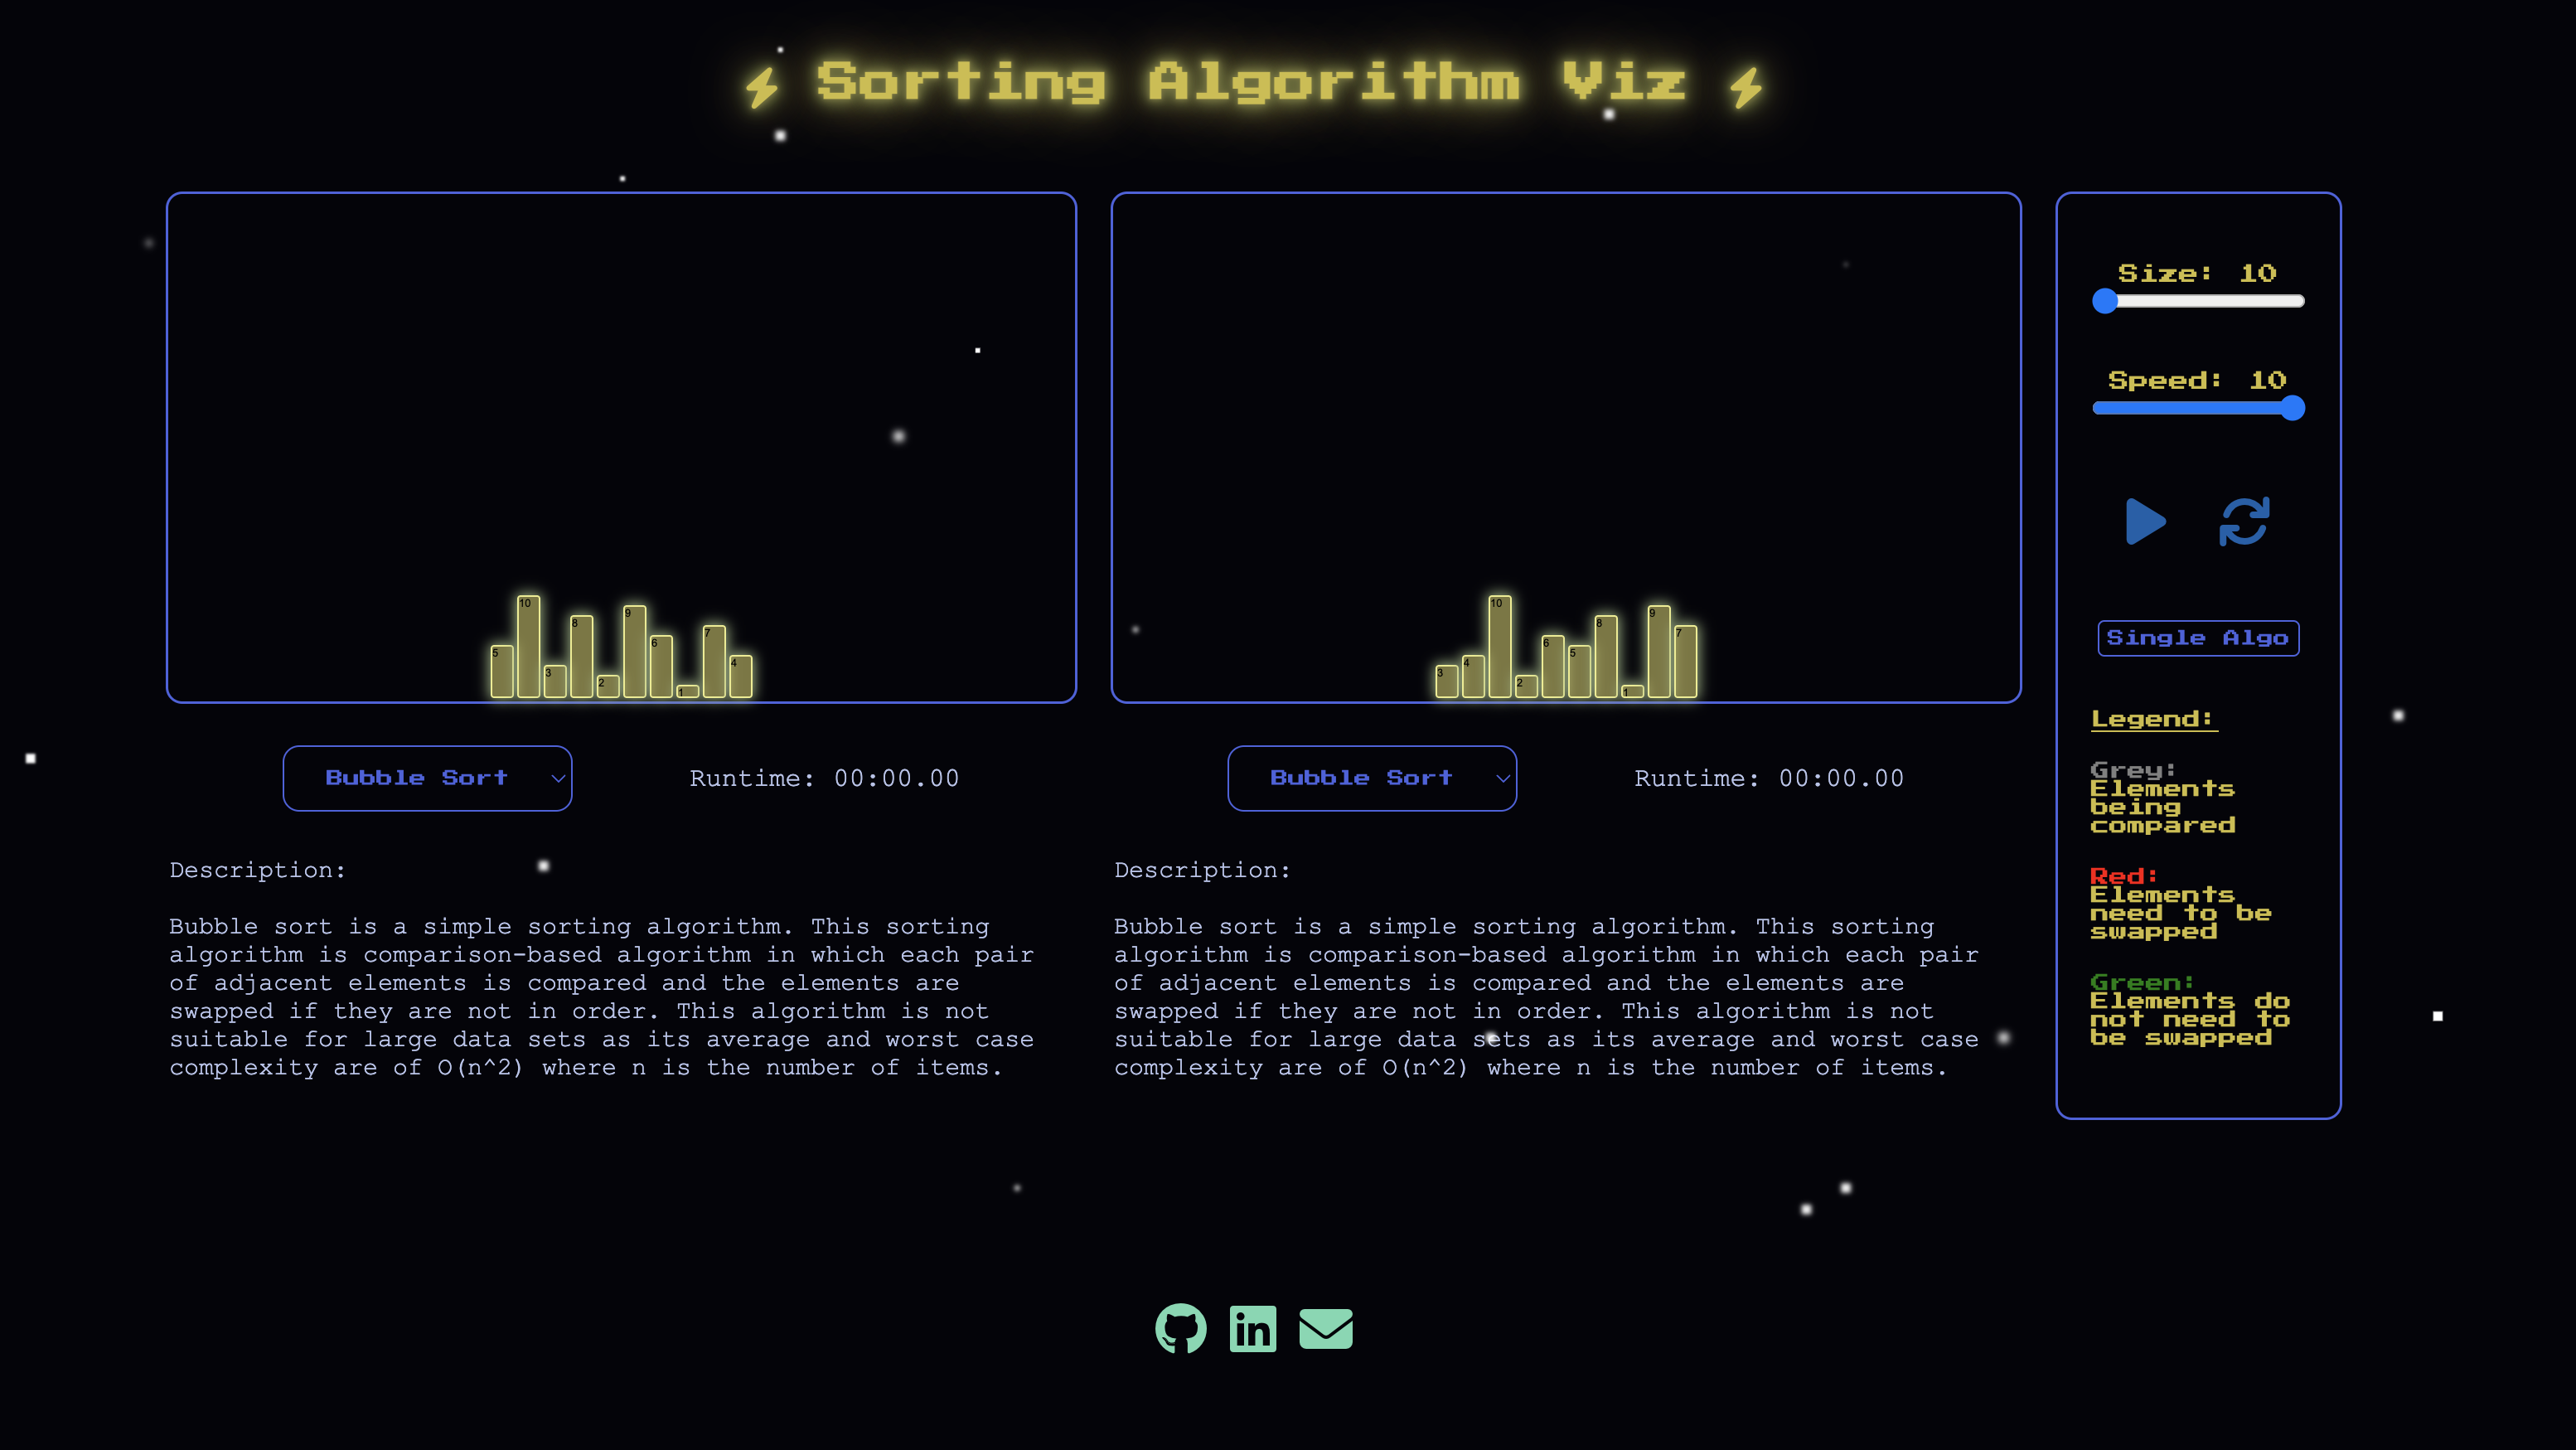 Sorting Algorithm Viz
5 10 3 8 2 9 6 1 7 4
3 4 10 2 6 5 8 1 9 7
Bubble Sort
Runtime: 00:00.00
Bubble Sort
Runtime: 00:00.00
Description:
Bubble sort is a simple sorting algorithm. This sorting
algorithm is comparison-based algorithm in which each pair
of adjacent elements is compared and the elements are
swapped if they are not in order. This algorithm is not
suitable for large data sets as its average and worst case
complexity are of O(n^2) where n is the number of items.
Description:
Bubble sort is a simple sorting algorithm. This sorting
algorithm is comparison-based algorithm in which each pair
of adjacent elements is compared and the elements are
swapped if they are not in order. This algorithm is not
suitable for large data sets as its average and worst case
complexity are of O(n^2) where n is the number of items.
Size: 10
Speed: 10
Single Algo
Legend:
Grey:
Elements
being
compared
Red:
Elements
need to be
swapped
Green:
Elements do
not need to
be swapped
in